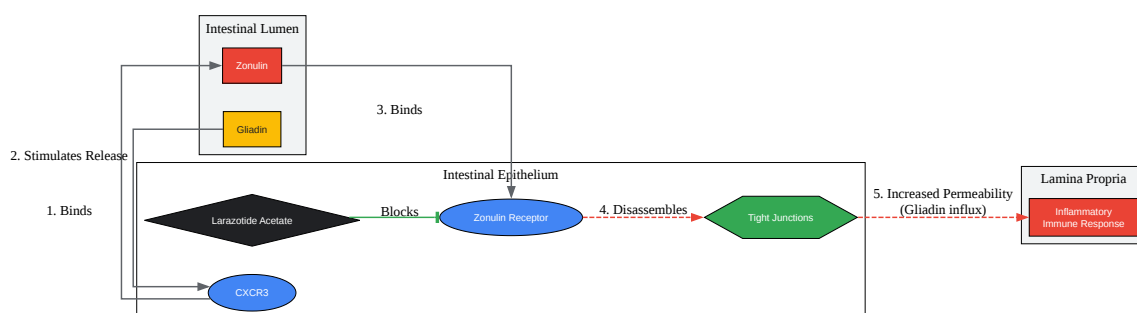 Intestinal Lumen
Zonulin
3. Binds
Gliadin
2. Stimulates Release
Intestinal Epithelium
Lamina Propria
1. Binds
Larazotide Acetate
Blocks
Zonulin Receptor
4. Disassembles
Tight Junctions
5. Increased Permeability
(Gliadin influx)
Inflammatory
Immune Response
CXCR3